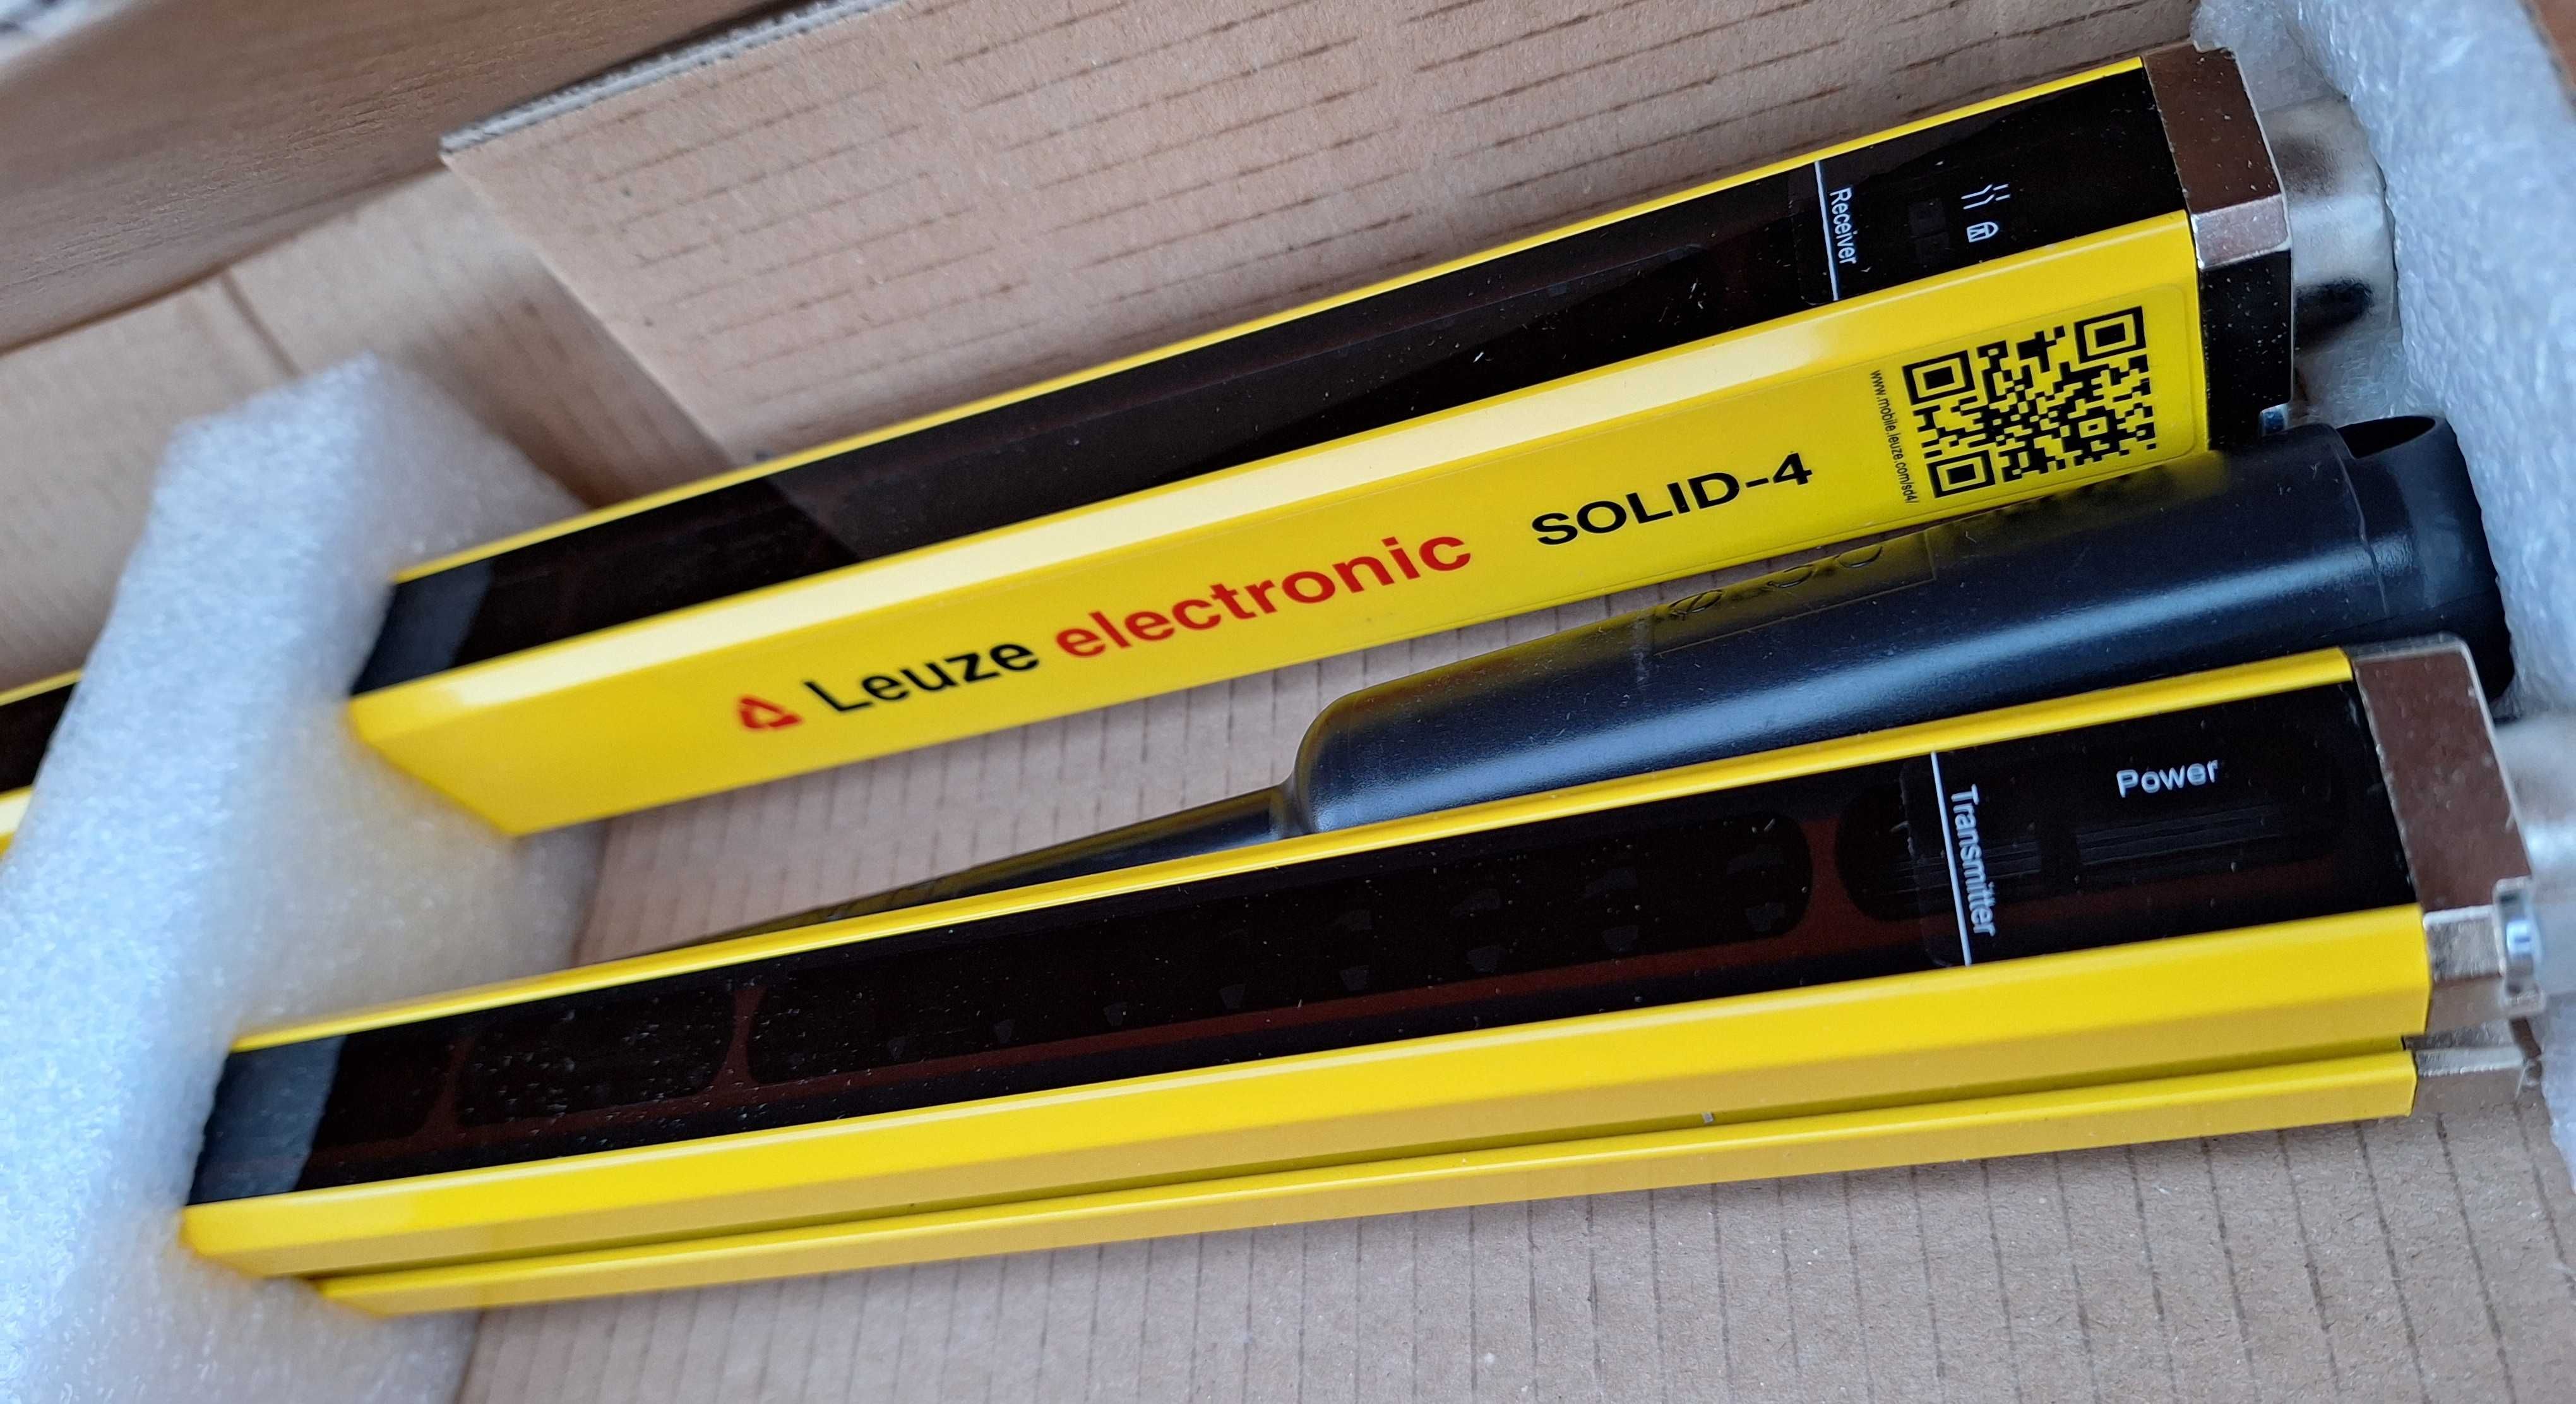 Receiver
Leuze electronic SOLID-4
www.mobile.leuze.com/sd4/
Power
Transmitter